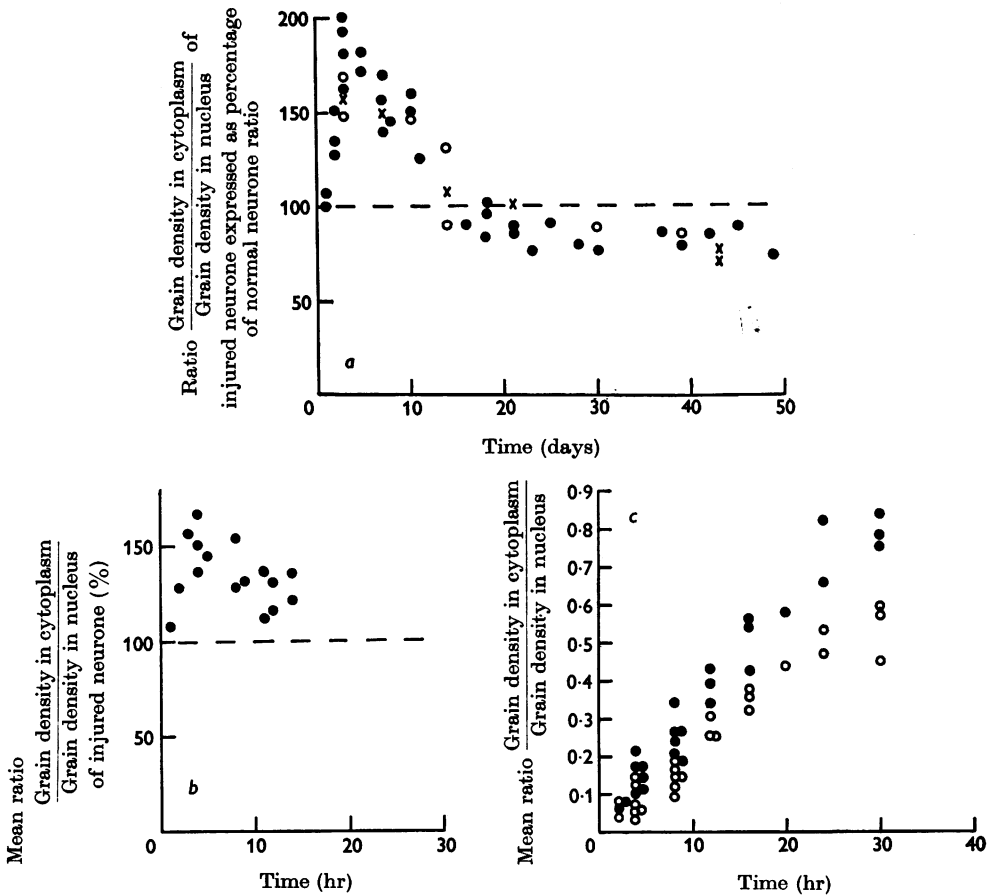 Ratio Grain density in cytoplasm of
Grain density in nucleus
injured neurone expressed as percentage
of normal neurone ratio
200
150
100
50
a
0 10 20 30 40 50
Time (days)
Mean ratio
Grain density in cytoplasm
Grain density in nucleus
of injured neurone (%)
150
100
50
b
0 10 20 30
Time (hr)
Mean ratio Grain density in cytoplasm
Grain density in nucleus
0·9
0·8
0·7
0·6
0·5
0·4
0·3
0·2
0·1
c
0 10 20 30 40
Time (hr)